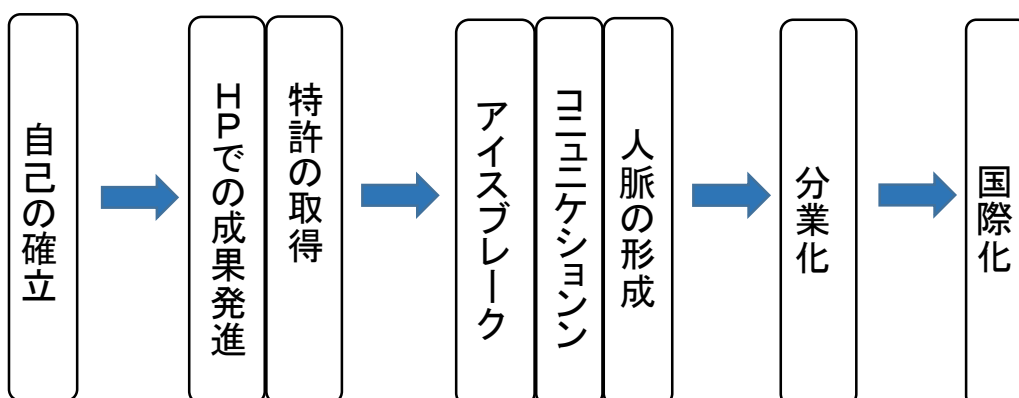 自己の確立
HPでの成果発進
特許の取得
アイスブレーク
コニュニケションン
人脈の形成
分業化
国際化